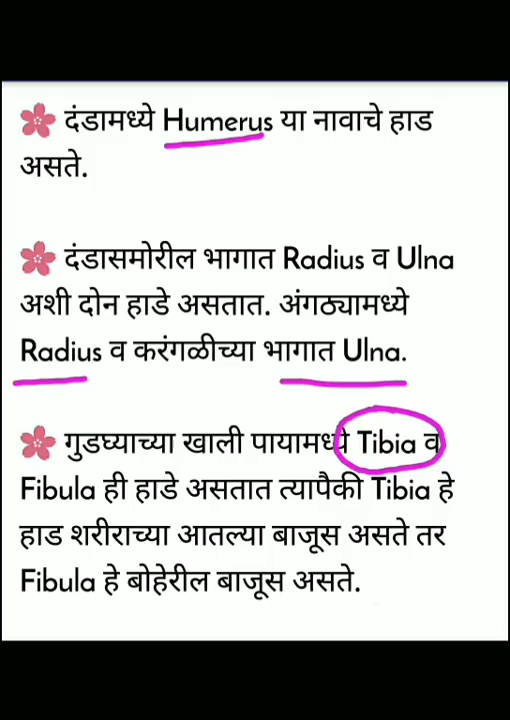 🌸 दंडामध्ये Humerus या नावाचे हाड
असते.
🌸 दंडासमोरील भागात Radius व Ulna
अशी दोन हाडे असतात. अंगठ्यामध्ये
Radius व करंगळीच्या भागात Ulna.
🌸 गुडघ्याच्या खाली पायामध्ये Tibia व
Fibula ही हाडे असतात त्यापैकी Tibia हे
हाड शरीराच्या आतल्या बाजूस असते तर
Fibula हे बोहेरील बाजूस असते.